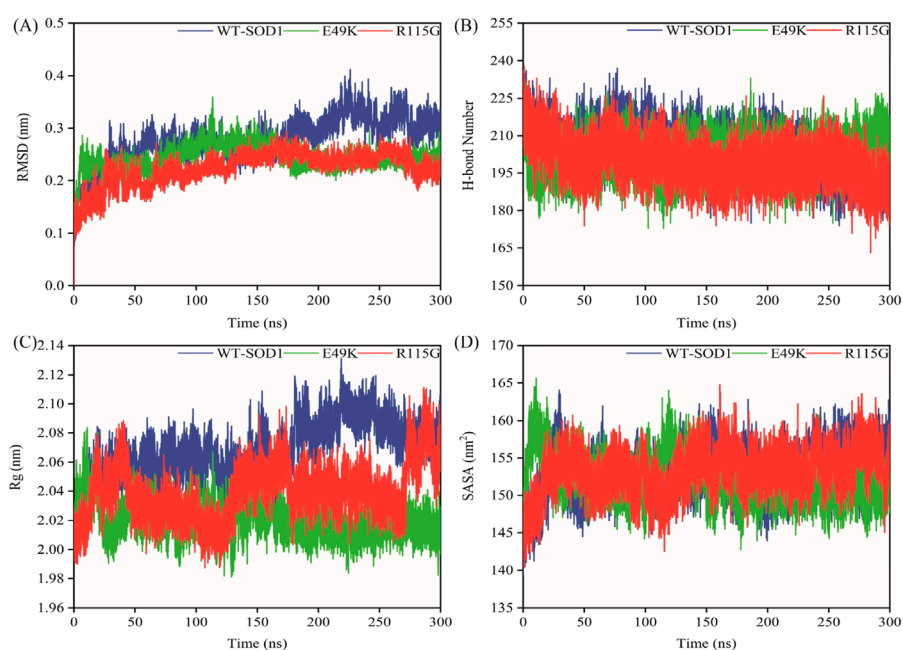 (A)
WT-SOD1 E49K R115G
0.5
0.4
0.3
0.2
0.1
0.0
RMSD (nm)
0 50 100 150 200 250 300
Time (ns)
(B)
WT-SOD1 E49K R115G
255
240
225
210
195
180
165
150
H-bond Number
0 50 100 150 200 250 300
Time (ns)
(C)
WT-SOD1 E49K R115G
2.14
2.12
2.10
2.08
2.06
2.04
2.02
2.00
1.98
1.96
Rg(nm)
0 50 100 150 200 250 300
Time (ns)
(D)
WT-SOD1 E49K R115G
170
165
160
155
150
145
140
135
SASA (nm²)
0 50 100 150 200 250 300
Time (ns)